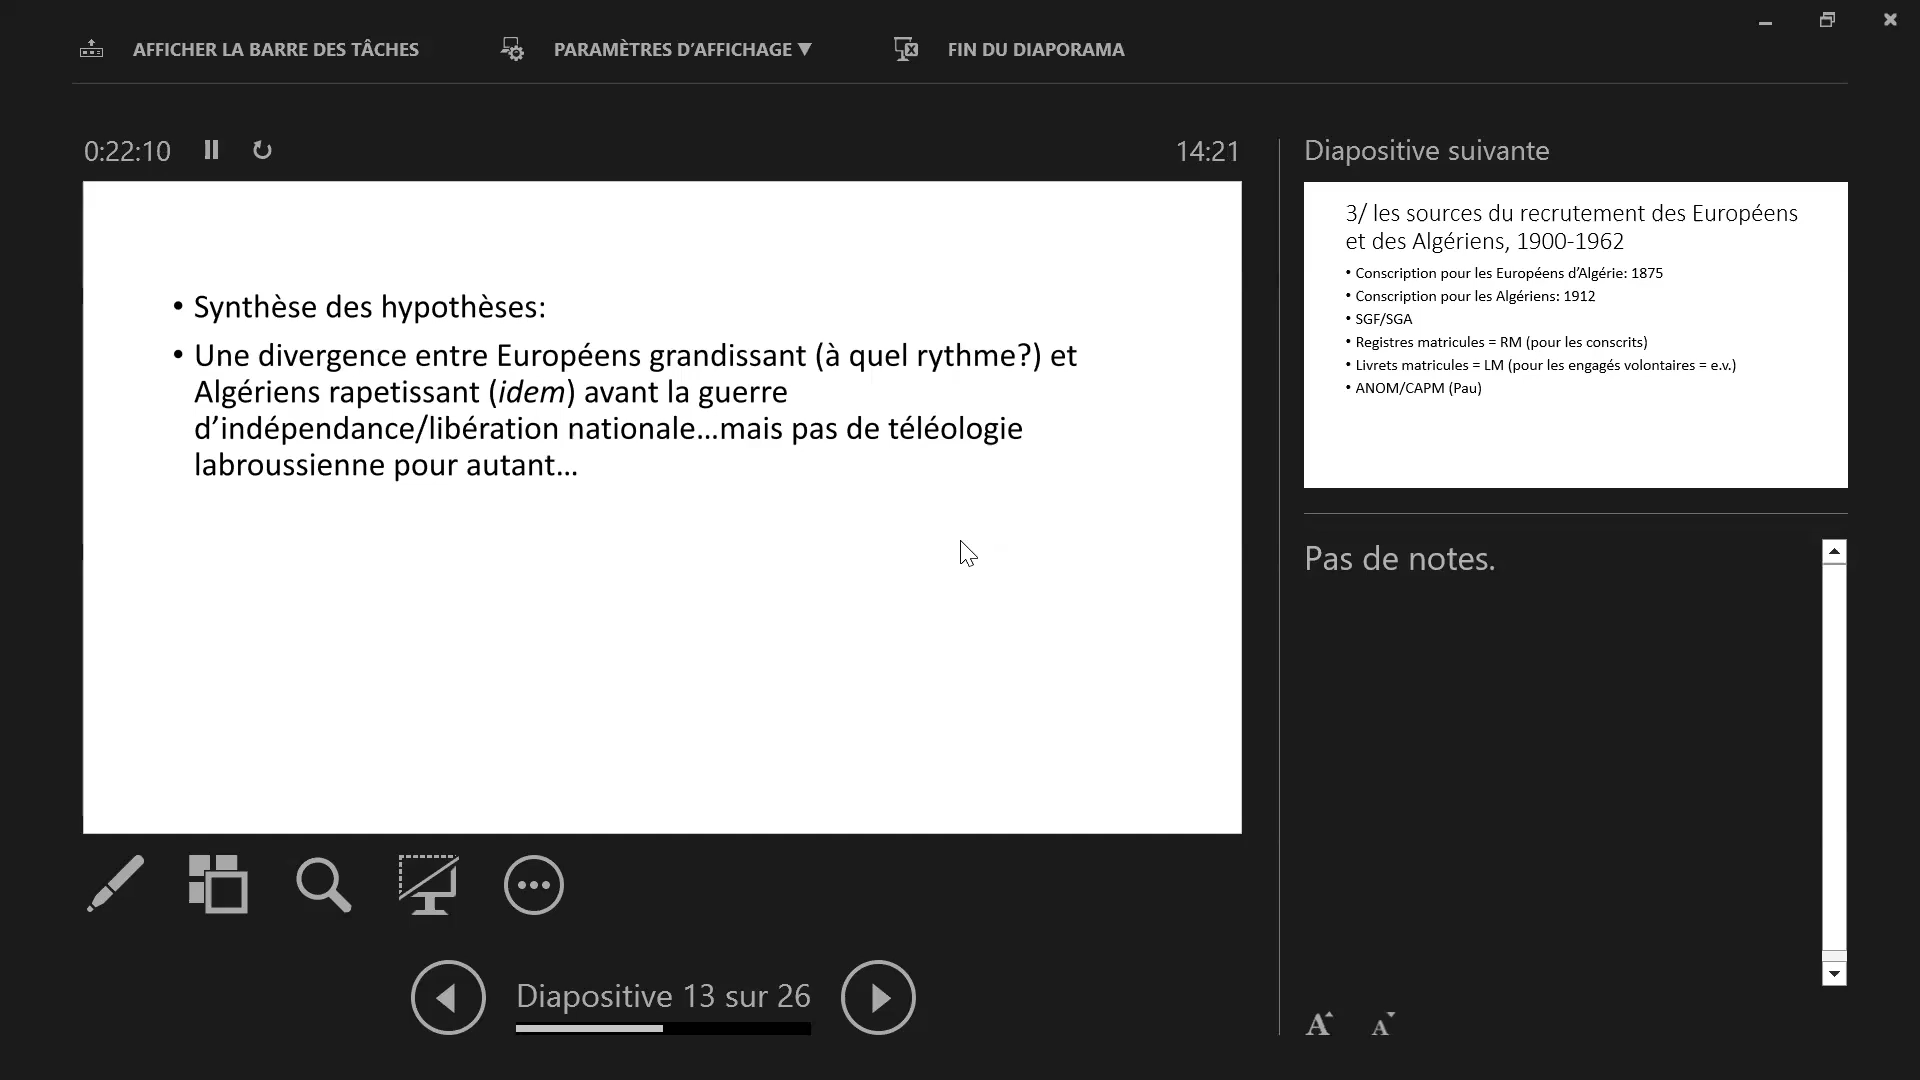 AFFICHER LA BARRE DES TÂCHES
PARAMÈTRES D'AFFICHAGE ▼
FIN DU DIAPORAMA
0:22:10
14:21
• Synthèse des hypothèses:
• Une divergence entre Européens grandissant (à quel rythme?) et
Algériens rapetissant (idem) avant la guerre
d’indépendance/libération nationale…mais pas de téléologie
labroussienne pour autant…
Diapositive 13 sur 26
Diapositive suivante
3/ les sources du recrutement des Européens
et des Algériens, 1900-1962
• Conscription pour les Européens d’Algérie: 1875
• Conscription pour les Algériens: 1912
• SGF/SGA
• Registres matricules = RM (pour les conscrits)
• Livrets matricules = LM (pour les engagés volontaires = e.v.)
• ANOM/CAPM (Pau)
Pas de notes.
A A